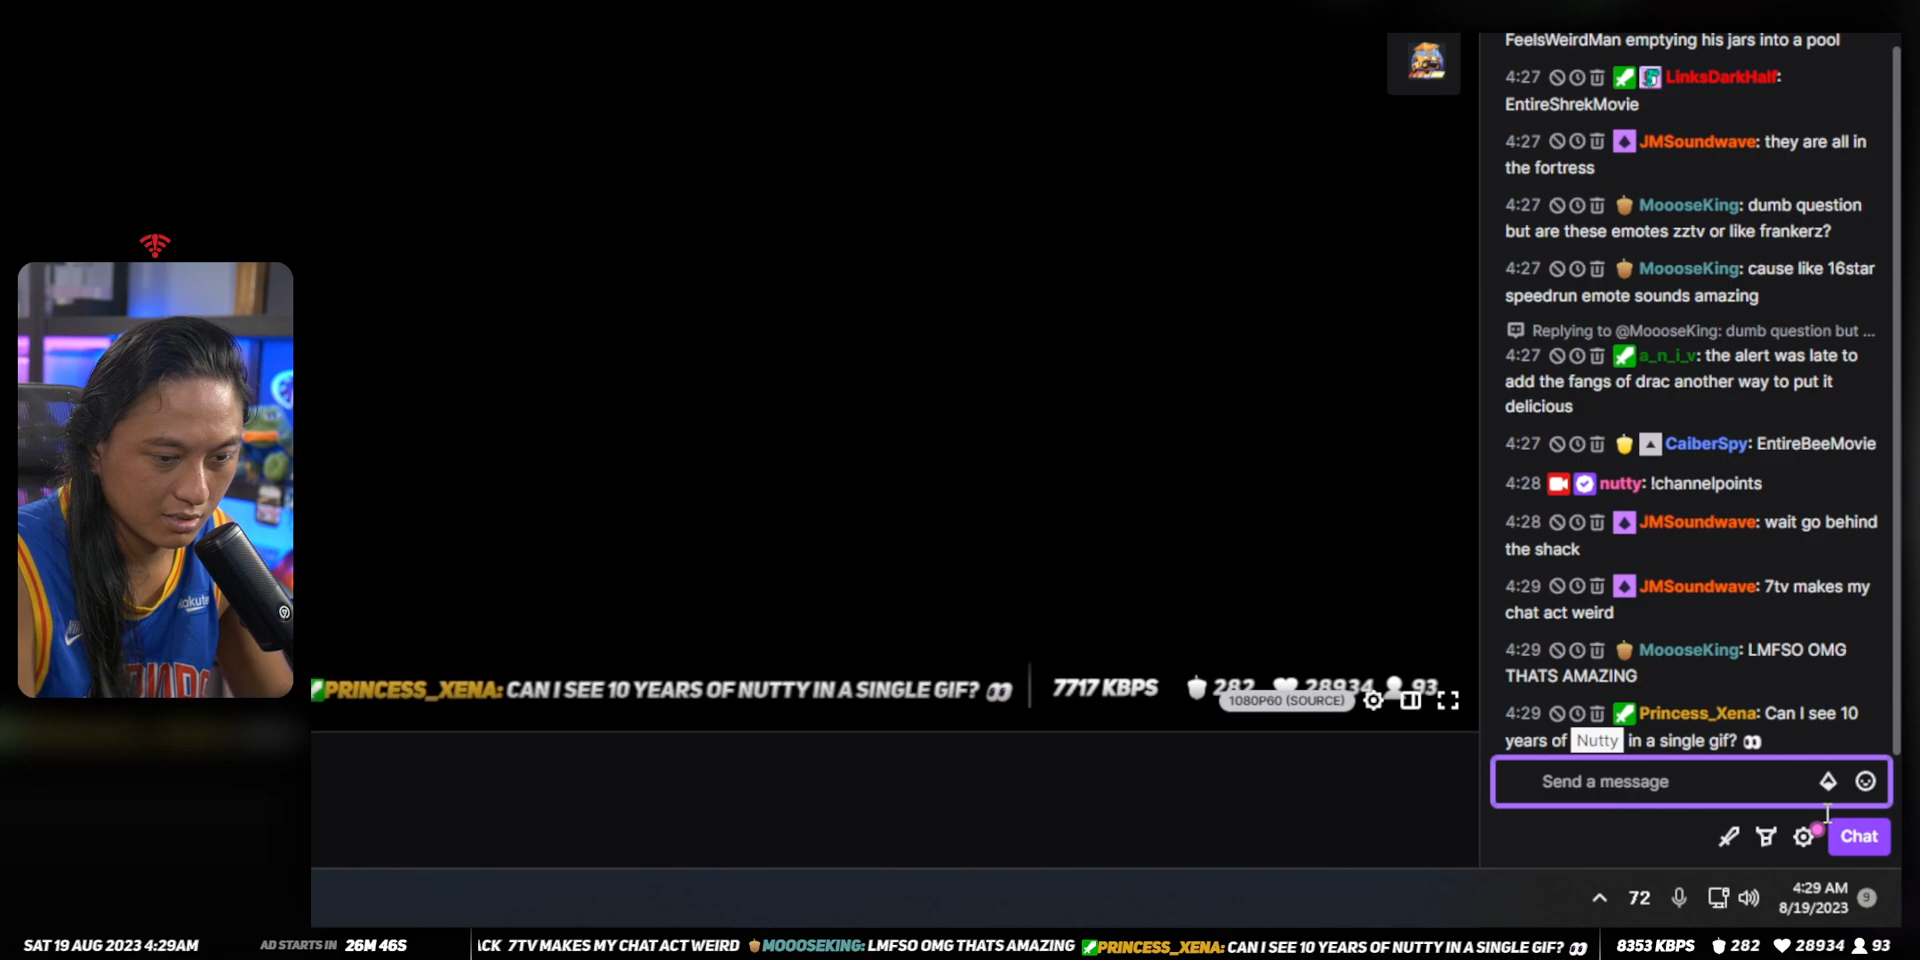 FeelsWeirdMan emptying his jars into a pool
4:27 LinksDarkHalf:
EntireShrekMovie
4:27 JMSoundwave: they are all in
the fortress
4:27 MoooseKing: dumb question
but are these emotes zztv or like frankerz?
4:27 MoooseKing: cause like 16star
speedrun emote sounds amazing
Replying to @MoooseKing: dumb question but ...
4:27 a_n_i_v: the alert was late to
add the fangs of drac another way to put it
delicious
4:27 CaiberSpy: EntireBeeMovie
4:28 nutty: !channelpoints
4:28 JMSoundwave: wait go behind
the shack
4:29 JMSoundwave: 7tv makes my
chat act weird
4:29 MoooseKing: LMFSO OMG
THATS AMAZING
4:29 Princess_Xena: Can I see 10
years of Nutty in a single gif?
Send a message
Chat
Rakuten
PRINCESS_XENA: CAN I SEE 10 YEARS OF NUTTY IN A SINGLE GIF? 7717 KBPS 282 28934 93
1080P60 (SOURCE)
72 4:29 AM
8/19/2023 9
SAT 19 AUG 2023 4:29AM AD STARTS IN 26M 46S ACK 7TV MAKES MY CHAT ACT WEIRD MOOOSEKING: LMFSO OMG THATS AMAZING PRINCESS_XENA: CAN I SEE 10 YEARS OF NUTTY IN A SINGLE GIF? 8353 KBPS 282 28934 93